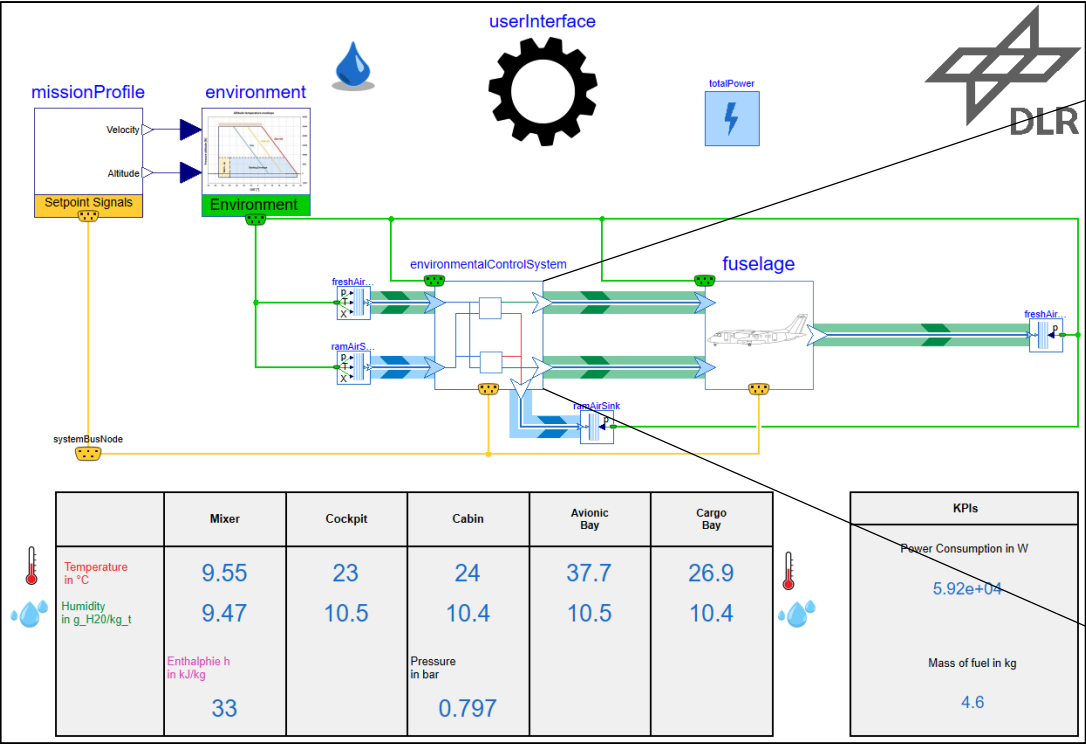 userInterface
missionProfile
environment
totalPower
DLR
Velocity
Altitude
Setpoint Signals
Environment
environmentalControlSystem
fuselage
freshAir...
p
T
X
freshAir...
p
ramAirS...
p
T
X
ramAirSink
p
systemBusNode
Mixer Cockpit Cabin Avionic Bay Cargo Bay
Temperature
in °C
9.55 23 24 37.7 26.9
Humidity
in g_H20/kg_t
9.47 10.5 10.4 10.5 10.4
Enthalphie h
in kJ/kg
33
Pressure
in bar
0.797
KPIs
Power Consumption in W
5.92e+04
Mass of fuel in kg
4.6